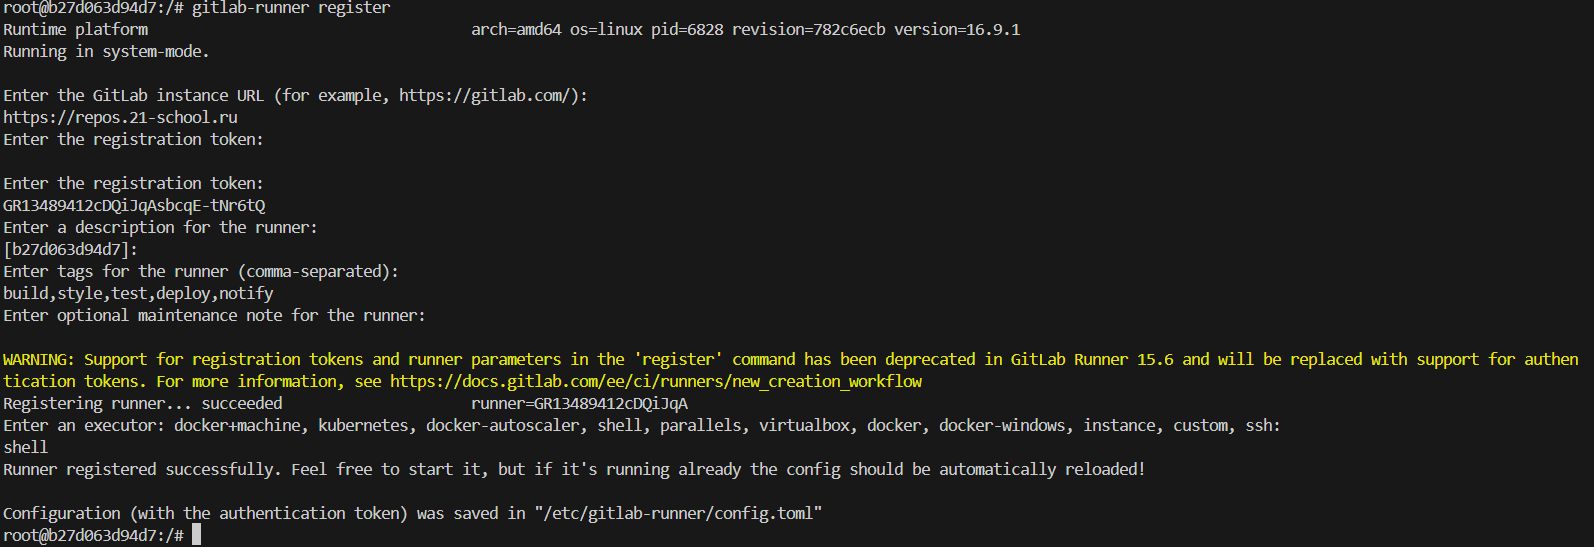 root@b27d063d94d7:/# gitlab-runner register
Runtime platform                                    arch=amd64 os=linux pid=6828 revision=782c6ecb version=16.9.1
Running in system-mode.

Enter the GitLab instance URL (for example, https://gitlab.com/):
https://repos.21-school.ru
Enter the registration token:

Enter the registration token:
GR13489412cDQiJqAsbcqE-tNr6tQ
Enter a description for the runner:
[b27d063d94d7]:
Enter tags for the runner (comma-separated):
build,style,test,deploy,notify
Enter optional maintenance note for the runner:

WARNING: Support for registration tokens and runner parameters in the 'register' command has been deprecated in GitLab Runner 15.6 and will be replaced with support for authen
tication tokens. For more information, see https://docs.gitlab.com/ee/ci/runners/new_creation_workflow
Registering runner... succeeded                     runner=GR13489412cDQiJqA
Enter an executor: docker+machine, kubernetes, docker-autoscaler, shell, parallels, virtualbox, docker, docker-windows, instance, custom, ssh:
shell
Runner registered successfully. Feel free to start it, but if it's running already the config should be automatically reloaded!

Configuration (with the authentication token) was saved in "/etc/gitlab-runner/config.toml"
root@b27d063d94d7:/#